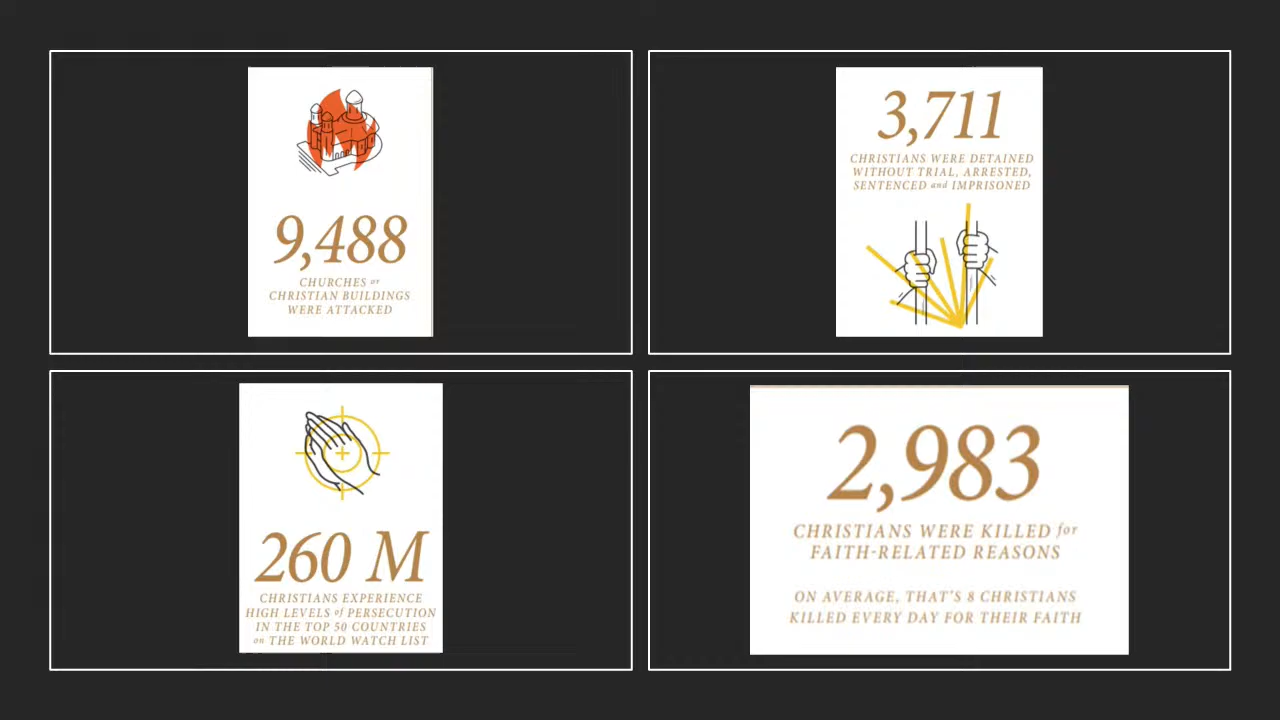 9,488
CHURCHES or
CHRISTIAN BUILDINGS
WERE ATTACKED
3,711
CHRISTIANS WERE DETAINED
WITHOUT TRIAL, ARRESTED,
SENTENCED and IMPRISONED
260 M
CHRISTIANS EXPERIENCE
HIGH LEVELS of PERSECUTION
IN THE TOP 50 COUNTRIES
on THE WORLD WATCH LIST
2,983
CHRISTIANS WERE KILLED for
FAITH-RELATED REASONS
ON AVERAGE, THAT'S 8 CHRISTIANS
KILLED EVERY DAY FOR THEIR FAITH